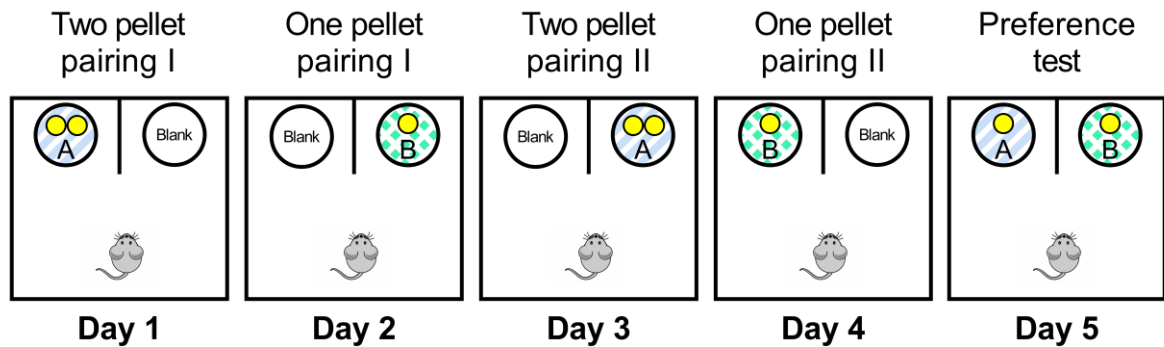 Two pellet
pairing I
One pellet
pairing I
Two pellet
pairing II
One pellet
pairing II
Preference
test
A
Blank
Blank
B
Blank
A
B
Blank
A
B
Day 1
Day 2
Day 3
Day 4
Day 5